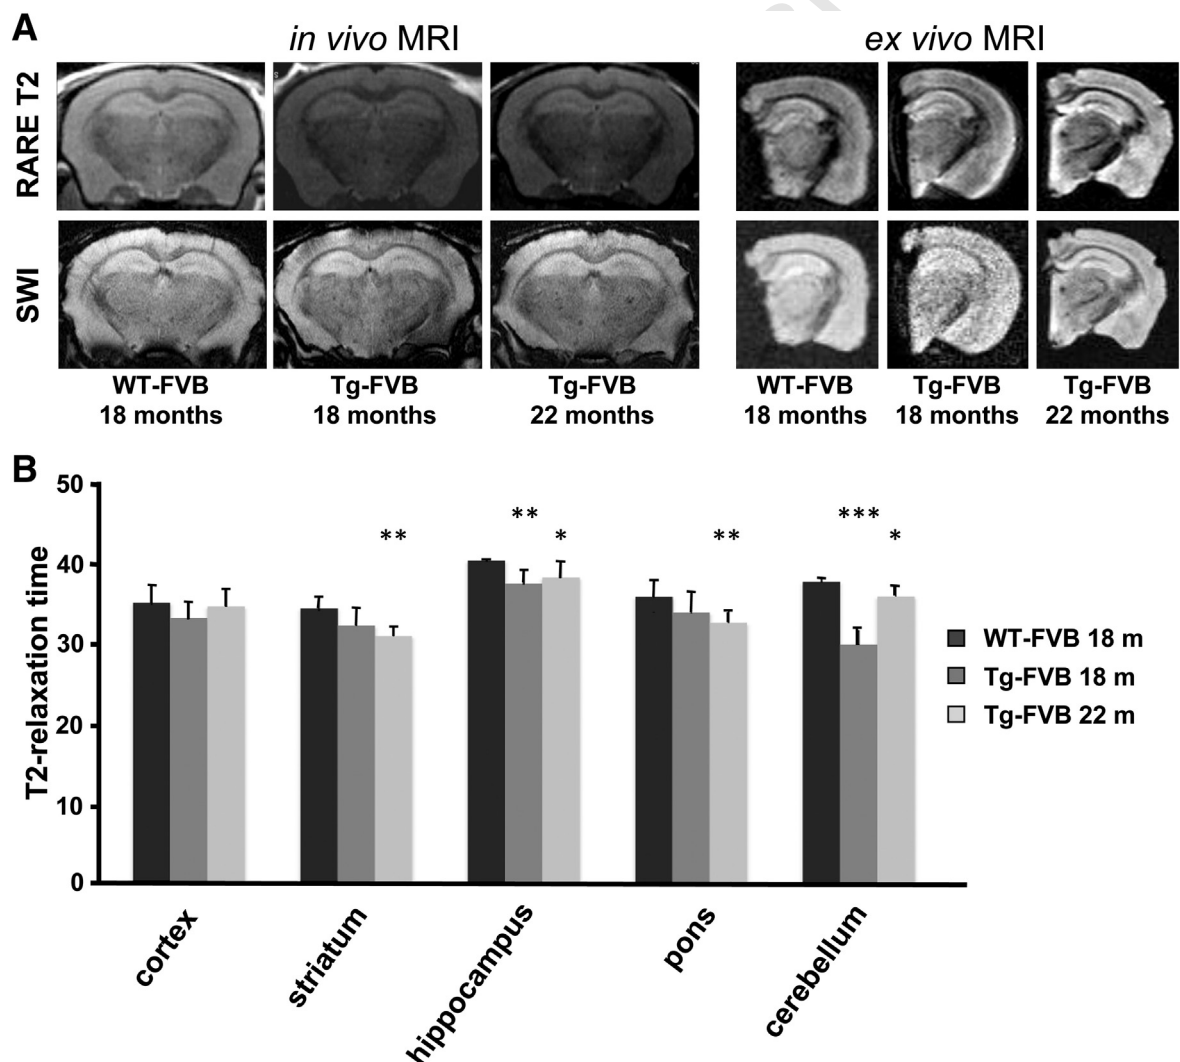 A
in vivo MRI
ex vivo MRI
RARE T2
SWI
WT-FVB
18 months
Tg-FVB
18 months
Tg-FVB
22 months
WT-FVB
18 months
Tg-FVB
18 months
Tg-FVB
22 months
B
T2-relaxation time
50
40
30
20
10
0
**
**
*
**
***
*
cortex
striatum
hippocampus
pons
cerebellum
WT-FVB 18 m
Tg-FVB 18 m
Tg-FVB 22 m